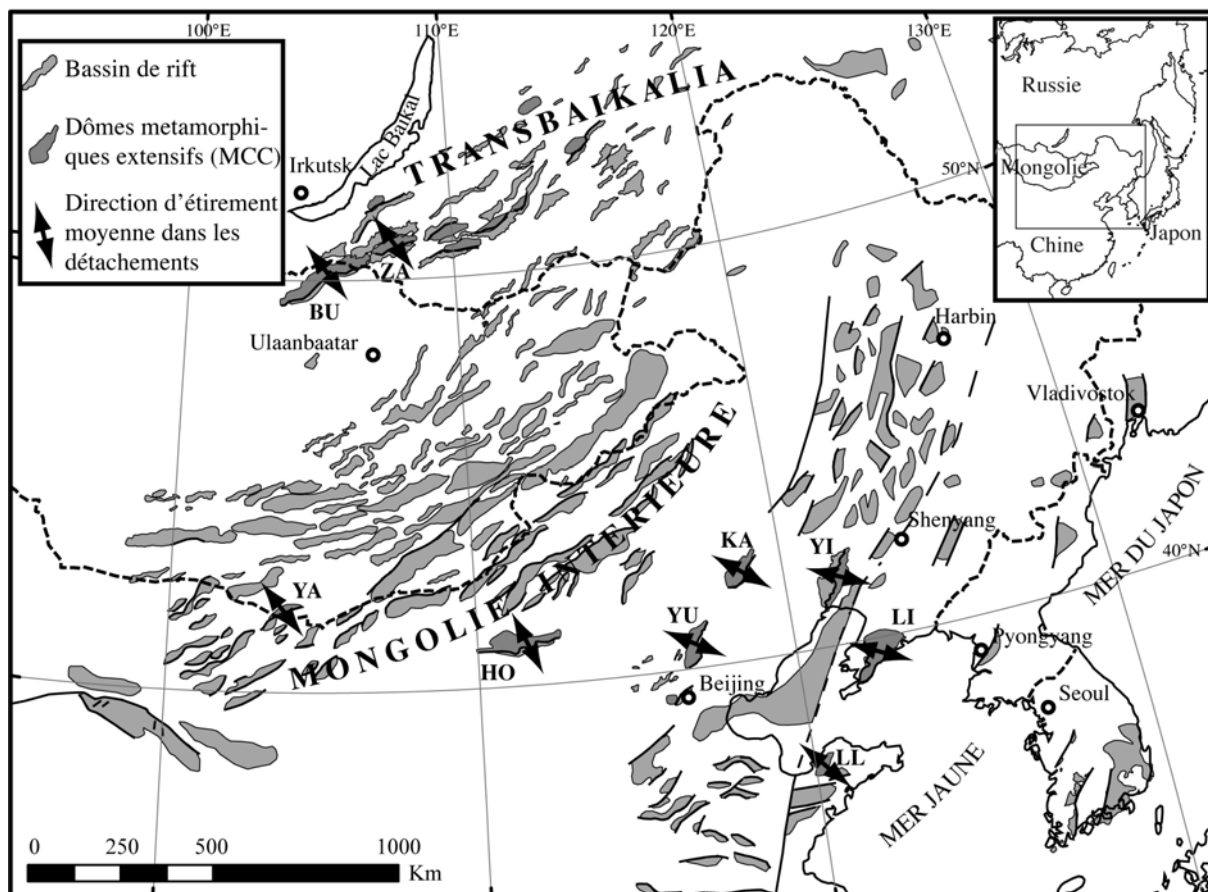 100°E
110°E
120°E
130°E
Bassin de rift
Dômes metamorphi-
ques extensifs (MCC)
Direction d'étirement
moyenne dans les
détachements
Irkutsk
Lac Baikal
TRANSBAIKALIA
Russie
Mongolie
Chine
Japon
50°N
ZA
BU
Ulaanbaatar
Harbin
Vladivostok
MONGOLIE INTERIEURE
Shenyang
MER DU JAPON
40°N
KA
YI
YA
YU
LI
HO
Pyongyang
Beijing
Seoul
LL
MER JAUNE
0 250 500 1000
Km